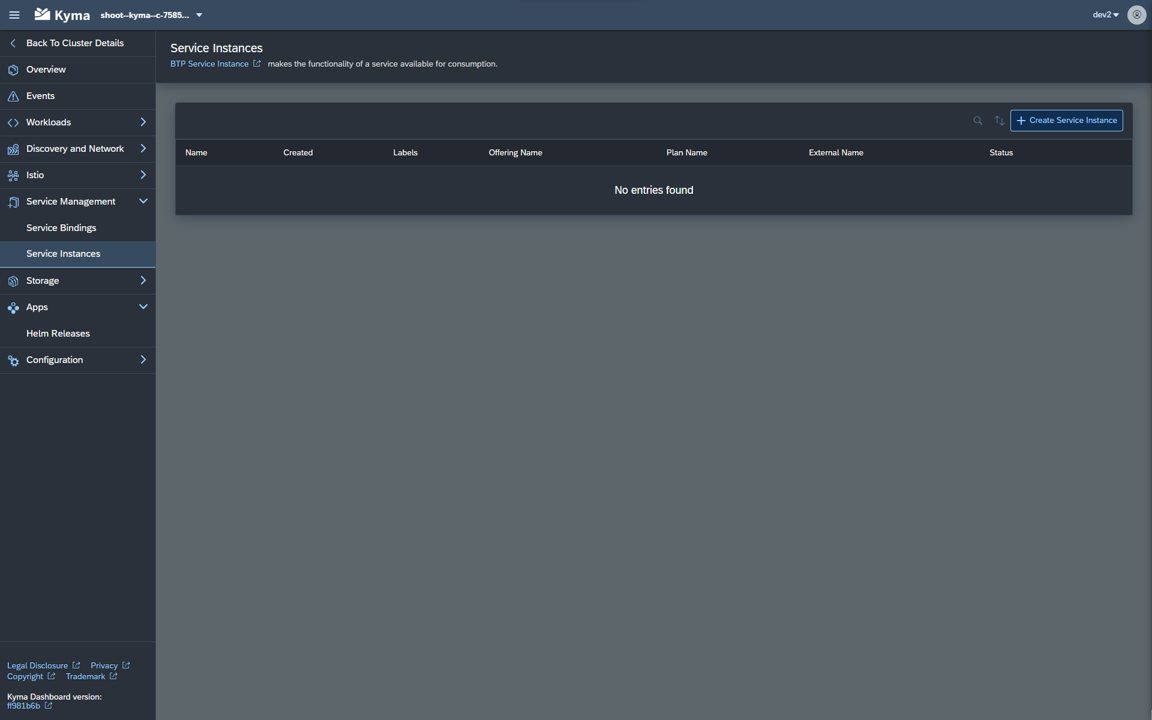 Kyma shoot--kyma--c-7585... dev2
Back To Cluster Details
Overview
Events
Workloads
Discovery and Network
Istio
Service Management
Service Bindings
Service Instances
Storage
Apps
Helm Releases
Configuration
Legal Disclosure Privacy
Copyright Trademark
Kyma Dashboard version:
ff981b6b
Service Instances
BTP Service Instance makes the functionality of a service available for consumption.
Create Service Instance
Name Created Labels Offering Name Plan Name External Name Status
No entries found